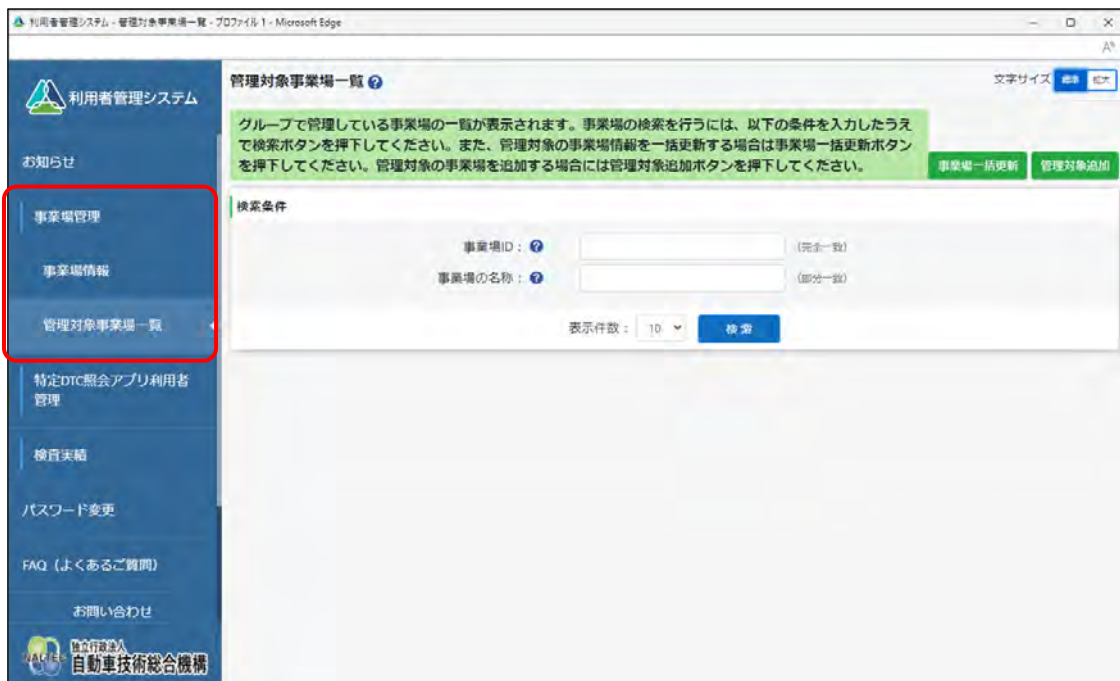 利用者管理システム - 管理対象事業場一覧 - プロファイル 1 - Microsoft Edge
利用者管理システム
管理対象事業場一覧
文字サイズ 標準 拡大
グループで管理している事業場の一覧が表示されます。事業場の検索を行うには、以下の条件を入力したうえ
で検索ボタンを押下してください。また、管理対象の事業場情報を一括更新する場合は事業場一括更新ボタン
を押下してください。管理対象の事業場を追加する場合には管理対象追加ボタンを押下してください。
事業場一括更新 管理対象追加
お知らせ
事業場管理
事業場情報
管理対象事業場一覧
特定DTC照会アプリ利用者
管理
検査実績
パスワード変更
FAQ（よくあるご質問）
お問い合わせ
NALTEC
独立行政法人
自動車技術総合機構
検索条件
事業場ID： (完全一致)
事業場の名称： (部分一致)
表示件数： 10 検索